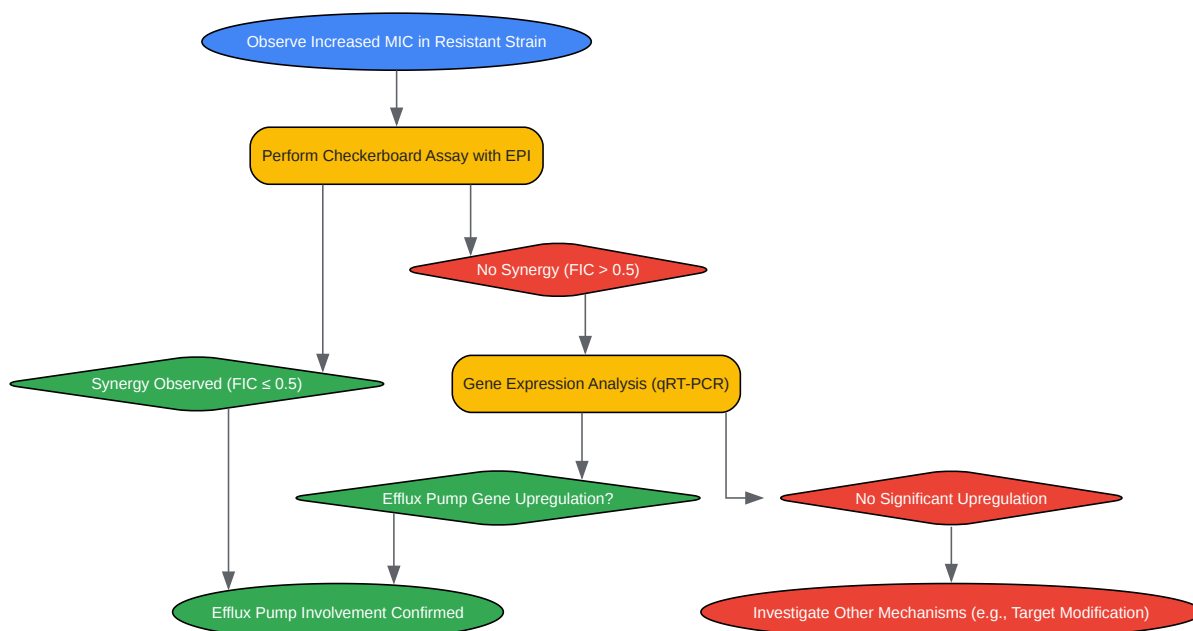 Observe Increased MIC in Resistant Strain
Perform Checkerboard Assay with EPI
No Synergy (FIC > 0.5)
Synergy Observed (FIC ≤ 0.5)
Gene Expression Analysis (qRT-PCR)
Efflux Pump Gene Upregulation?
No Significant Upregulation
Efflux Pump Involvement Confirmed
Investigate Other Mechanisms (e.g., Target Modification)